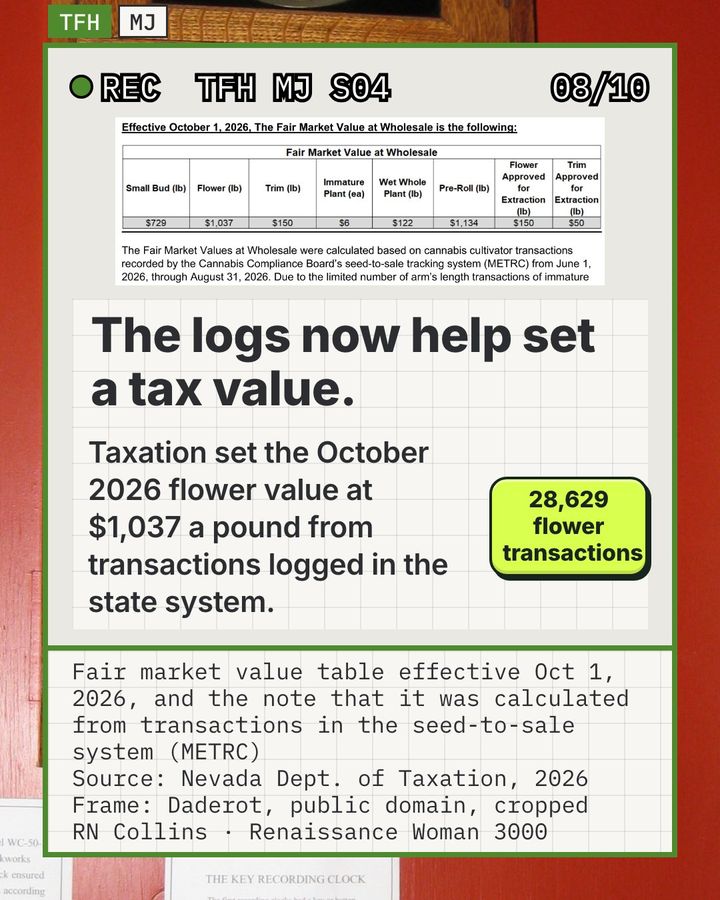 TFH MJ
REC TFH MJ S04 08/10
Effective October 1, 2026, The Fair Market Value at Wholesale is the following:
Fair Market Value at Wholesale
Small Bud (lb) Flower (lb) Trim (lb) Immature Plant (ea) Wet Whole Plant (lb) Pre-Roll (lb) Flower Approved for Extraction (lb) Trim Approved for Extraction (lb)
$729 $1,037 $150 $6 $122 $1,134 $150 $50
The Fair Market Values at Wholesale were calculated based on cannabis cultivator transactions
recorded by the Cannabis Compliance Board's seed-to-sale tracking system (METRC) from June 1,
2026, through August 31, 2026. Due to the limited number of arm's length transactions of immature
The logs now help set
a tax value.
Taxation set the October
2026 flower value at
$1,037 a pound from
transactions logged in the
state system.
28,629
flower
transactions
Fair market value table effective Oct 1,
2026, and the note that it was calculated
from transactions in the seed-to-sale
system (METRC)
Source: Nevada Dept. of Taxation, 2026
Frame: Daderot, public domain, cropped
RN Collins · Renaissance Woman 3000
WC-50-
ensured
according
THE KEY RECORDING CLOCK